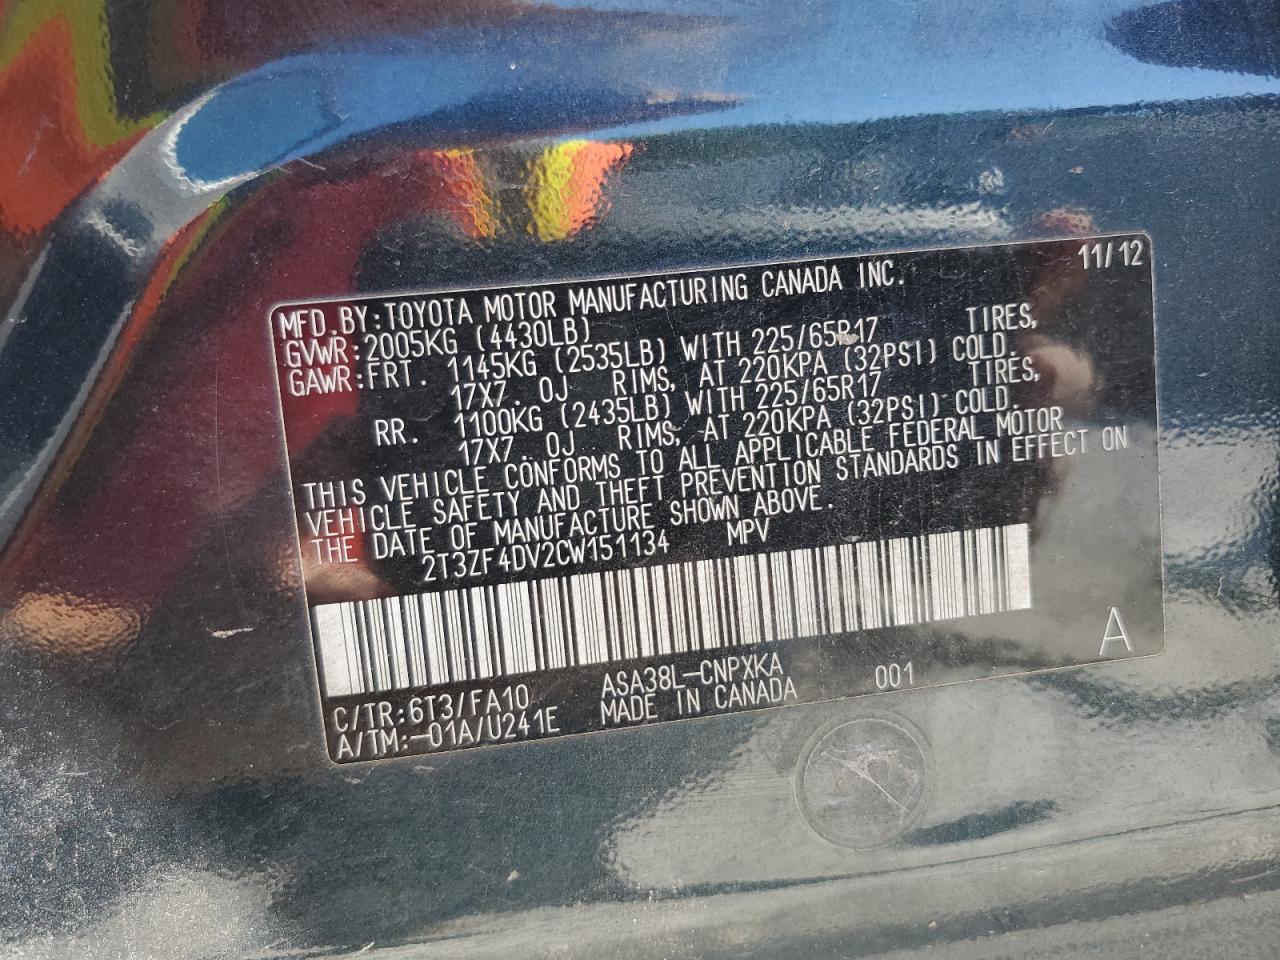 MFD.BY:TOYOTA MOTOR MANUFACTURING CANADA INC. 11/12
GVWR:2005KG (4430LB)
GAWR:FRT. 1145KG (2535LB) WITH 225/65R17 TIRES,
17X7.0J RIMS, AT 220KPA (32PSI) COLD.
RR. 1100KG (2435LB) WITH 225/65R17 TIRES,
17X7.0J RIMS, AT 220KPA (32PSI) COLD.
THIS VEHICLE CONFORMS TO ALL APPLICABLE FEDERAL MOTOR
VEHICLE SAFETY AND THEFT PREVENTION STANDARDS IN EFFECT ON
THE DATE OF MANUFACTURE SHOWN ABOVE.
2T3ZF4DV2CW151134 MPV
A
C/TR:6T3/FA10 ASA38L-CNPXKA 001
A/TM:-01A/U241E MADE IN CANADA